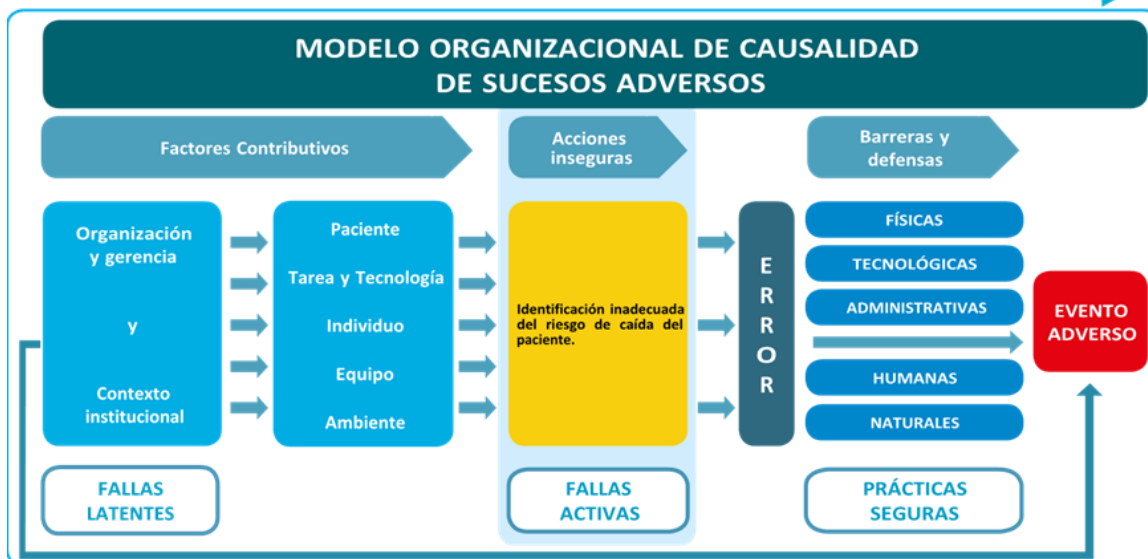 MODELO ORGANIZACIONAL DE CAUSALIDAD
DE SUCESOS ADVERSOS
Factores Contributivos
Acciones
inseguras
Barreras y
defensas
Organización
y gerencia
y
Contexto
institucional
Paciente
Tarea y Tecnología
Individuo
Equipo
Ambiente
Identificación inadecuada
del riesgo de caída del
paciente.
E
R
R
O
R
FÍSICAS
TECNOLÓGICAS
ADMINISTRATIVAS
HUMANAS
NATURALES
EVENTO
ADVERSO
FALLAS
LATENTES
FALLAS
ACTIVAS
PRÁCTICAS
SEGURAS